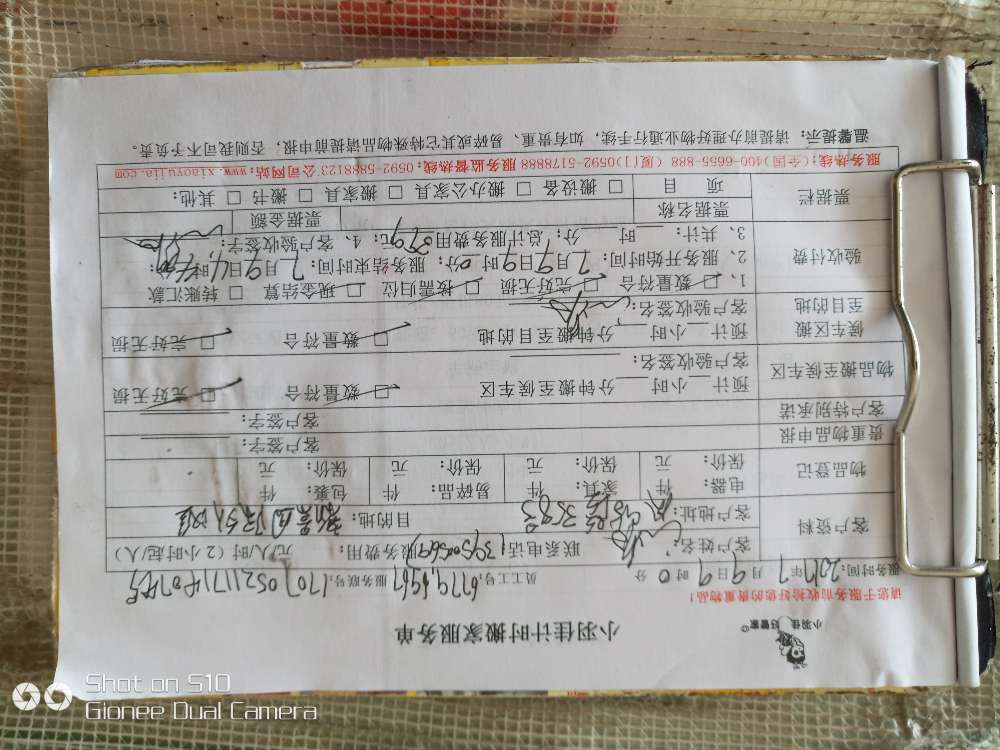 小羽佳 好管家
小羽佳计时搬家服务单
请您于服务前收拾好您的贵重物品！
服务时间：2017年7月9日9时0分 员工工号： 服务联号：
客户资料 客户姓名： 联系电话 服务费用： 元/人/时（2小时起/人）
客户地址： 目的地：
物品登记 电器： 件 家具： 件 易碎品： 件 包裹： 件
保价： 元 保价： 元 保价： 元 保价： 元
贵重物品申报 客户签字：
客户特别承诺 客户签字：
物品搬至候车区 预计 小时 分钟搬至候车区 □ 数量符合 □ 完好无损
客户验收签名：
候车区搬至目的地 预计 小时 分钟搬至目的地 □ 数量符合 □ 完好无损
客户验收签名：
验收付费 1、□ 数量符合 □ 完好无损 □ 按需归位 □ 现金结算 □ 转账汇款
2、服务开始时间：7月9日9时0分；服务结束时间：7月9日 时 分；
3、共计： 时 分；总计服务费用 元；4、客户验收签字：
票据栏 票据名称 票据金额
项目 □ 搬设备 □ 搬办公家具 □ 搬家具 □ 搬书 □ 其他：
服务热线：(全国)400-6655-888 (厦门)0592-5178888 服务监督热线：0592-5888123 公司网站：www.xiaoyujia.com
温馨提示：请提前办理好物业通行手续，如有贵重、易碎或其它特殊物品请提前申报，否则我司不予负责。
Shot on S10
Gionee Dual Camera